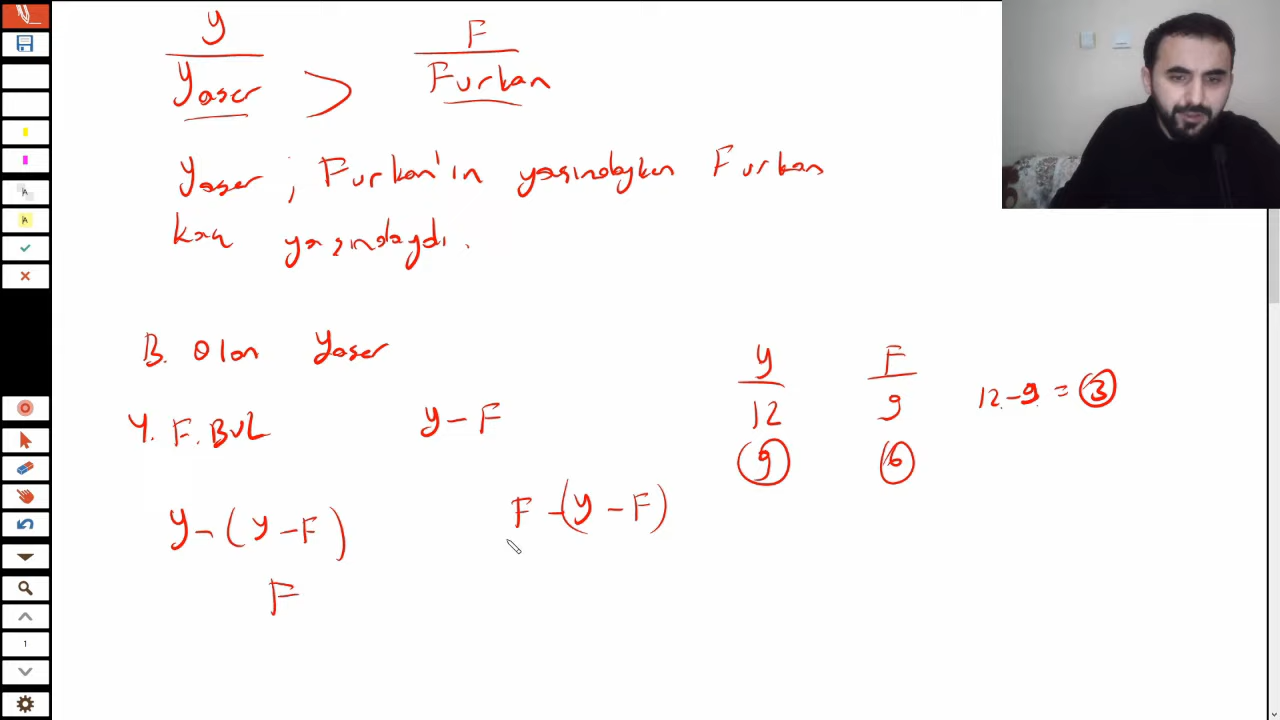 y F
Yaser > Furkan
Yaser ; Furkan'ın yaşındayken Furkan
kaç yaşındaydı.
B. Olan Yaser
Y. F. BUL y - F
y - (y - F) F - (y - F)
F
y F
12 9 12 - 9 = 3
9 6
1